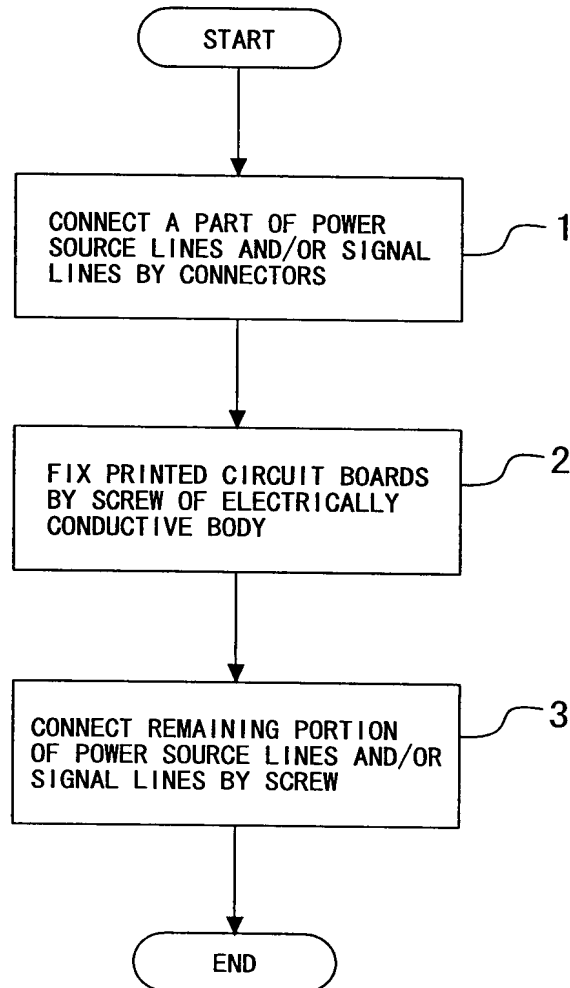 START
CONNECT A PART OF POWER
SOURCE LINES AND/OR SIGNAL
LINES BY CONNECTORS
1
FIX PRINTED CIRCUIT BOARDS
BY SCREW OF ELECTRICALLY
CONDUCTIVE BODY
2
CONNECT REMAINING PORTION
OF POWER SOURCE LINES AND/OR
SIGNAL LINES BY SCREW
3
END